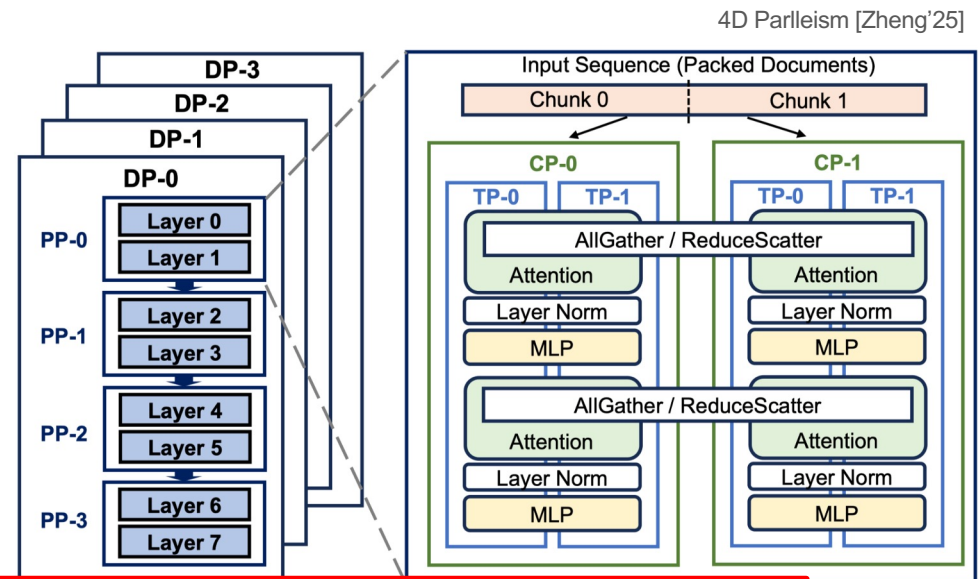 4D Parlleism [Zheng’25]
DP-3
DP-2
DP-1
DP-0
PP-0
Layer 0
Layer 1
PP-1
Layer 2
Layer 3
PP-2
Layer 4
Layer 5
PP-3
Layer 6
Layer 7
Input Sequence (Packed Documents)
Chunk 0
Chunk 1
CP-0
CP-1
TP-0
TP-1
TP-0
TP-1
AllGather / ReduceScatter
Attention
Attention
Layer Norm
Layer Norm
MLP
MLP
AllGather / ReduceScatter
Attention
Attention
Layer Norm
Layer Norm
MLP
MLP